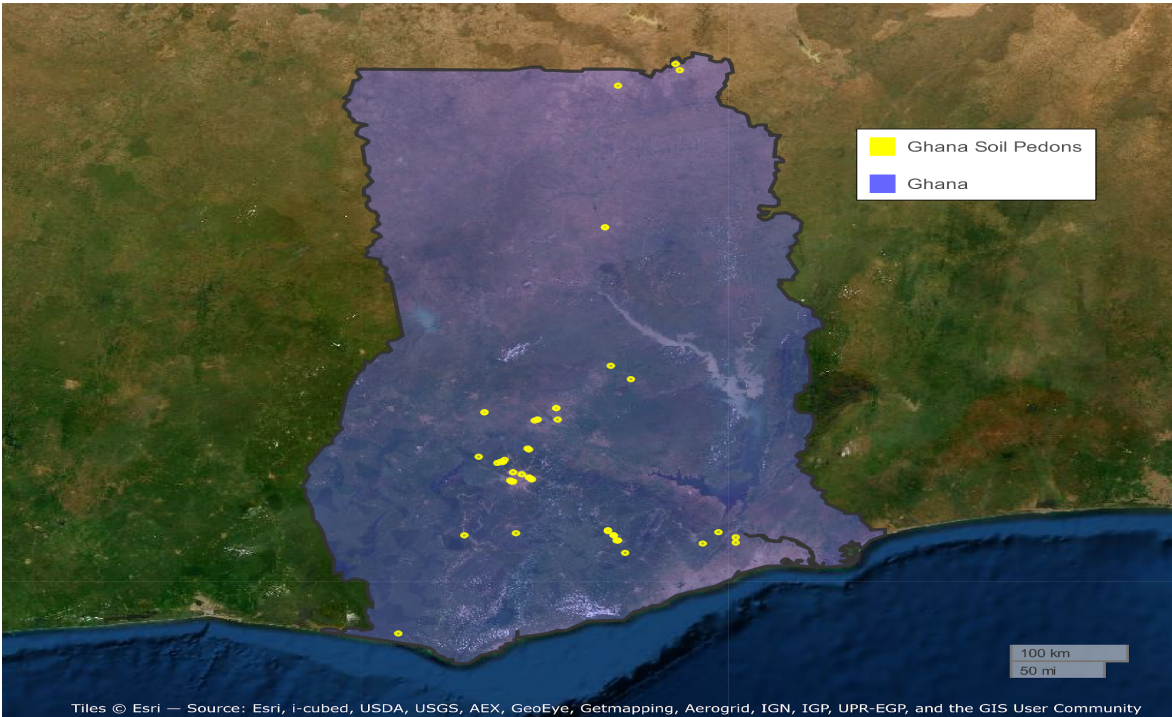 Ghana Soil Pedons
Ghana
100 km
50 mi
Tiles © Esri — Source: Esri, i-cubed, USDA, USGS, AEX, GeoEye, Getmapping, Aerogrid, IGN, IGP, UPR-EGP, and the GIS User Community